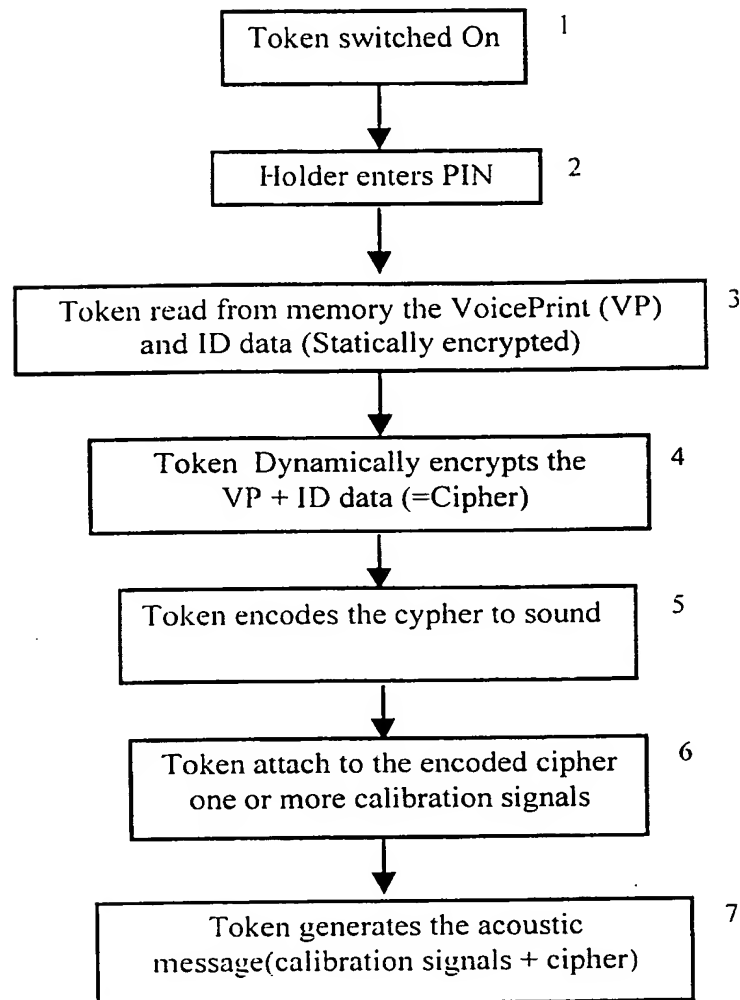 Token switched On
1
Holder enters PIN
2
Token read from memory the VoicePrint (VP)
and ID data (Statically encrypted)
3
Token Dynamically encrypts the
VP + ID data (=Cipher)
4
Token encodes the cypher to sound
5
Token attach to the encoded cipher
one or more calibration signals
6
Token generates the acoustic
message(calibration signals + cipher)
7